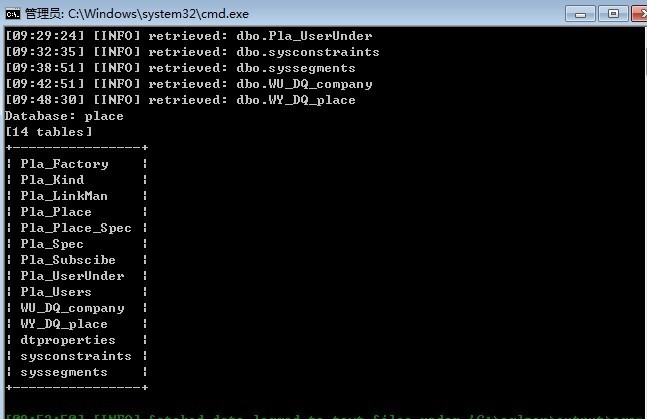 管理员: C:\Windows\system32\cmd.exe
[09:29:24] [INFO] retrieved: dbo.Pla_UserUnder
[09:32:35] [INFO] retrieved: dbo.sysconstraints
[09:38:51] [INFO] retrieved: dbo.syssegments
[09:42:51] [INFO] retrieved: dbo.WU_DQ_company
[09:48:30] [INFO] retrieved: dbo.WY_DQ_place
Database: place
[14 tables]
+----------------+
| Pla_Factory    |
| Pla_Kind       |
| Pla_LinkMan    |
| Pla_Place      |
| Pla_Place_Spec |
| Pla_Spec       |
| Pla_Subscibe   |
| Pla_UserUnder  |
| Pla_Users      |
| WU_DQ_company  |
| WY_DQ_place    |
| dtproperties   |
| sysconstraints |
| syssegments    |
+----------------+